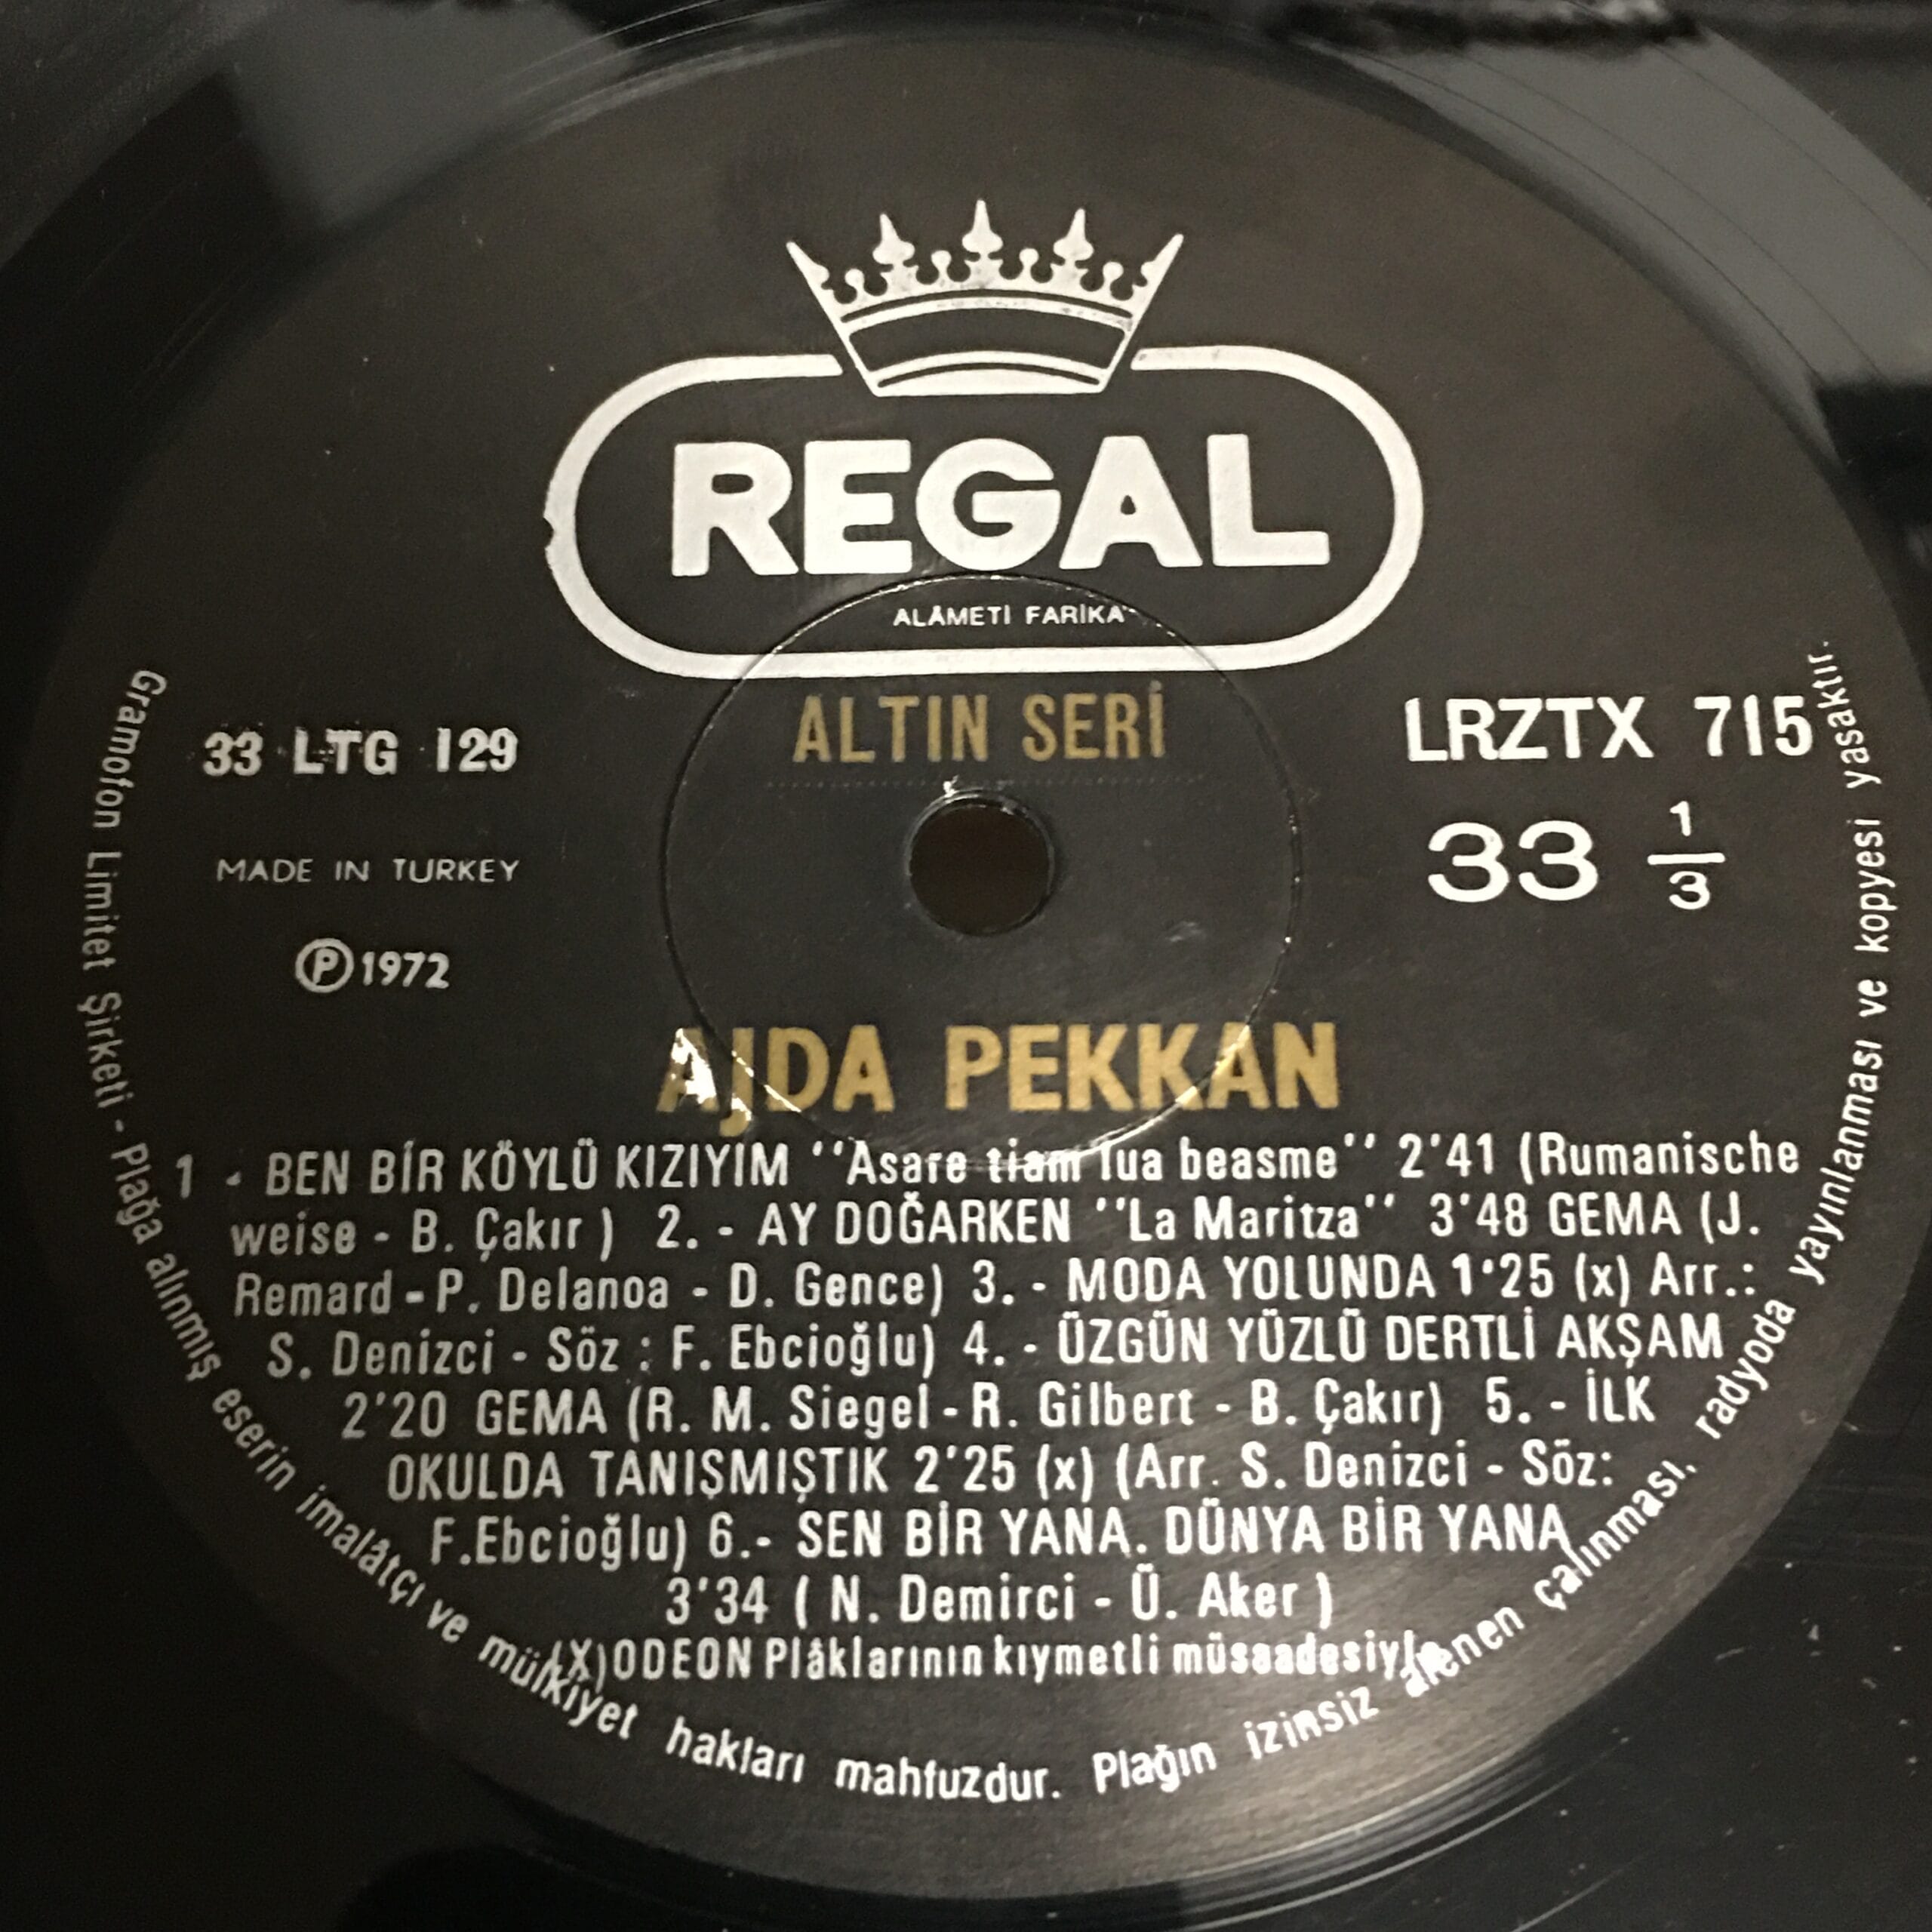 REGAL
ALÂMETİ FARİKA
ALTIN SERİ
33 LTG 129
LRZTX 715
MADE IN TURKEY
33 1/3
Ⓟ1972
AJDA PEKKAN
1 - BEN BİR KÖYLÜ KIZIYIM ''Asare tiam lua beasme'' 2'41 (Rumanische
weise - B. Çakır ) 2. - AY DOĞARKEN ''La Maritza'' 3'48 GEMA (J.
Remard - P. Delanoa - D. Gence) 3. - MODA YOLUNDA 1'25 (x) Arr.:
S. Denizci - Söz : F. Ebcioğlu) 4. - ÜZGÜN YÜZLÜ DERTLİ AKŞAM
2'20 GEMA (R. M. Siegel - R. Gilbert - B. Çakır) 5. - İLK
OKULDA TANIŞMIŞTIK 2'25 (x) (Arr. S. Denizci - Söz:
F.Ebcioğlu) 6.- SEN BİR YANA. DÜNYA BİR YANA
3'34 ( N. Demirci - Ü. Aker )
(X)ODEON Plâklarının kıymetli müsaadesiyle
Gramofon Limitet Şirketi - Plağa alınmış eserin imalâtçı ve mülkiyet hakları mahfuzdur. Plağın izinsiz alenen çalınması, radyoda yayınlanması ve kopyesi yasaktır.